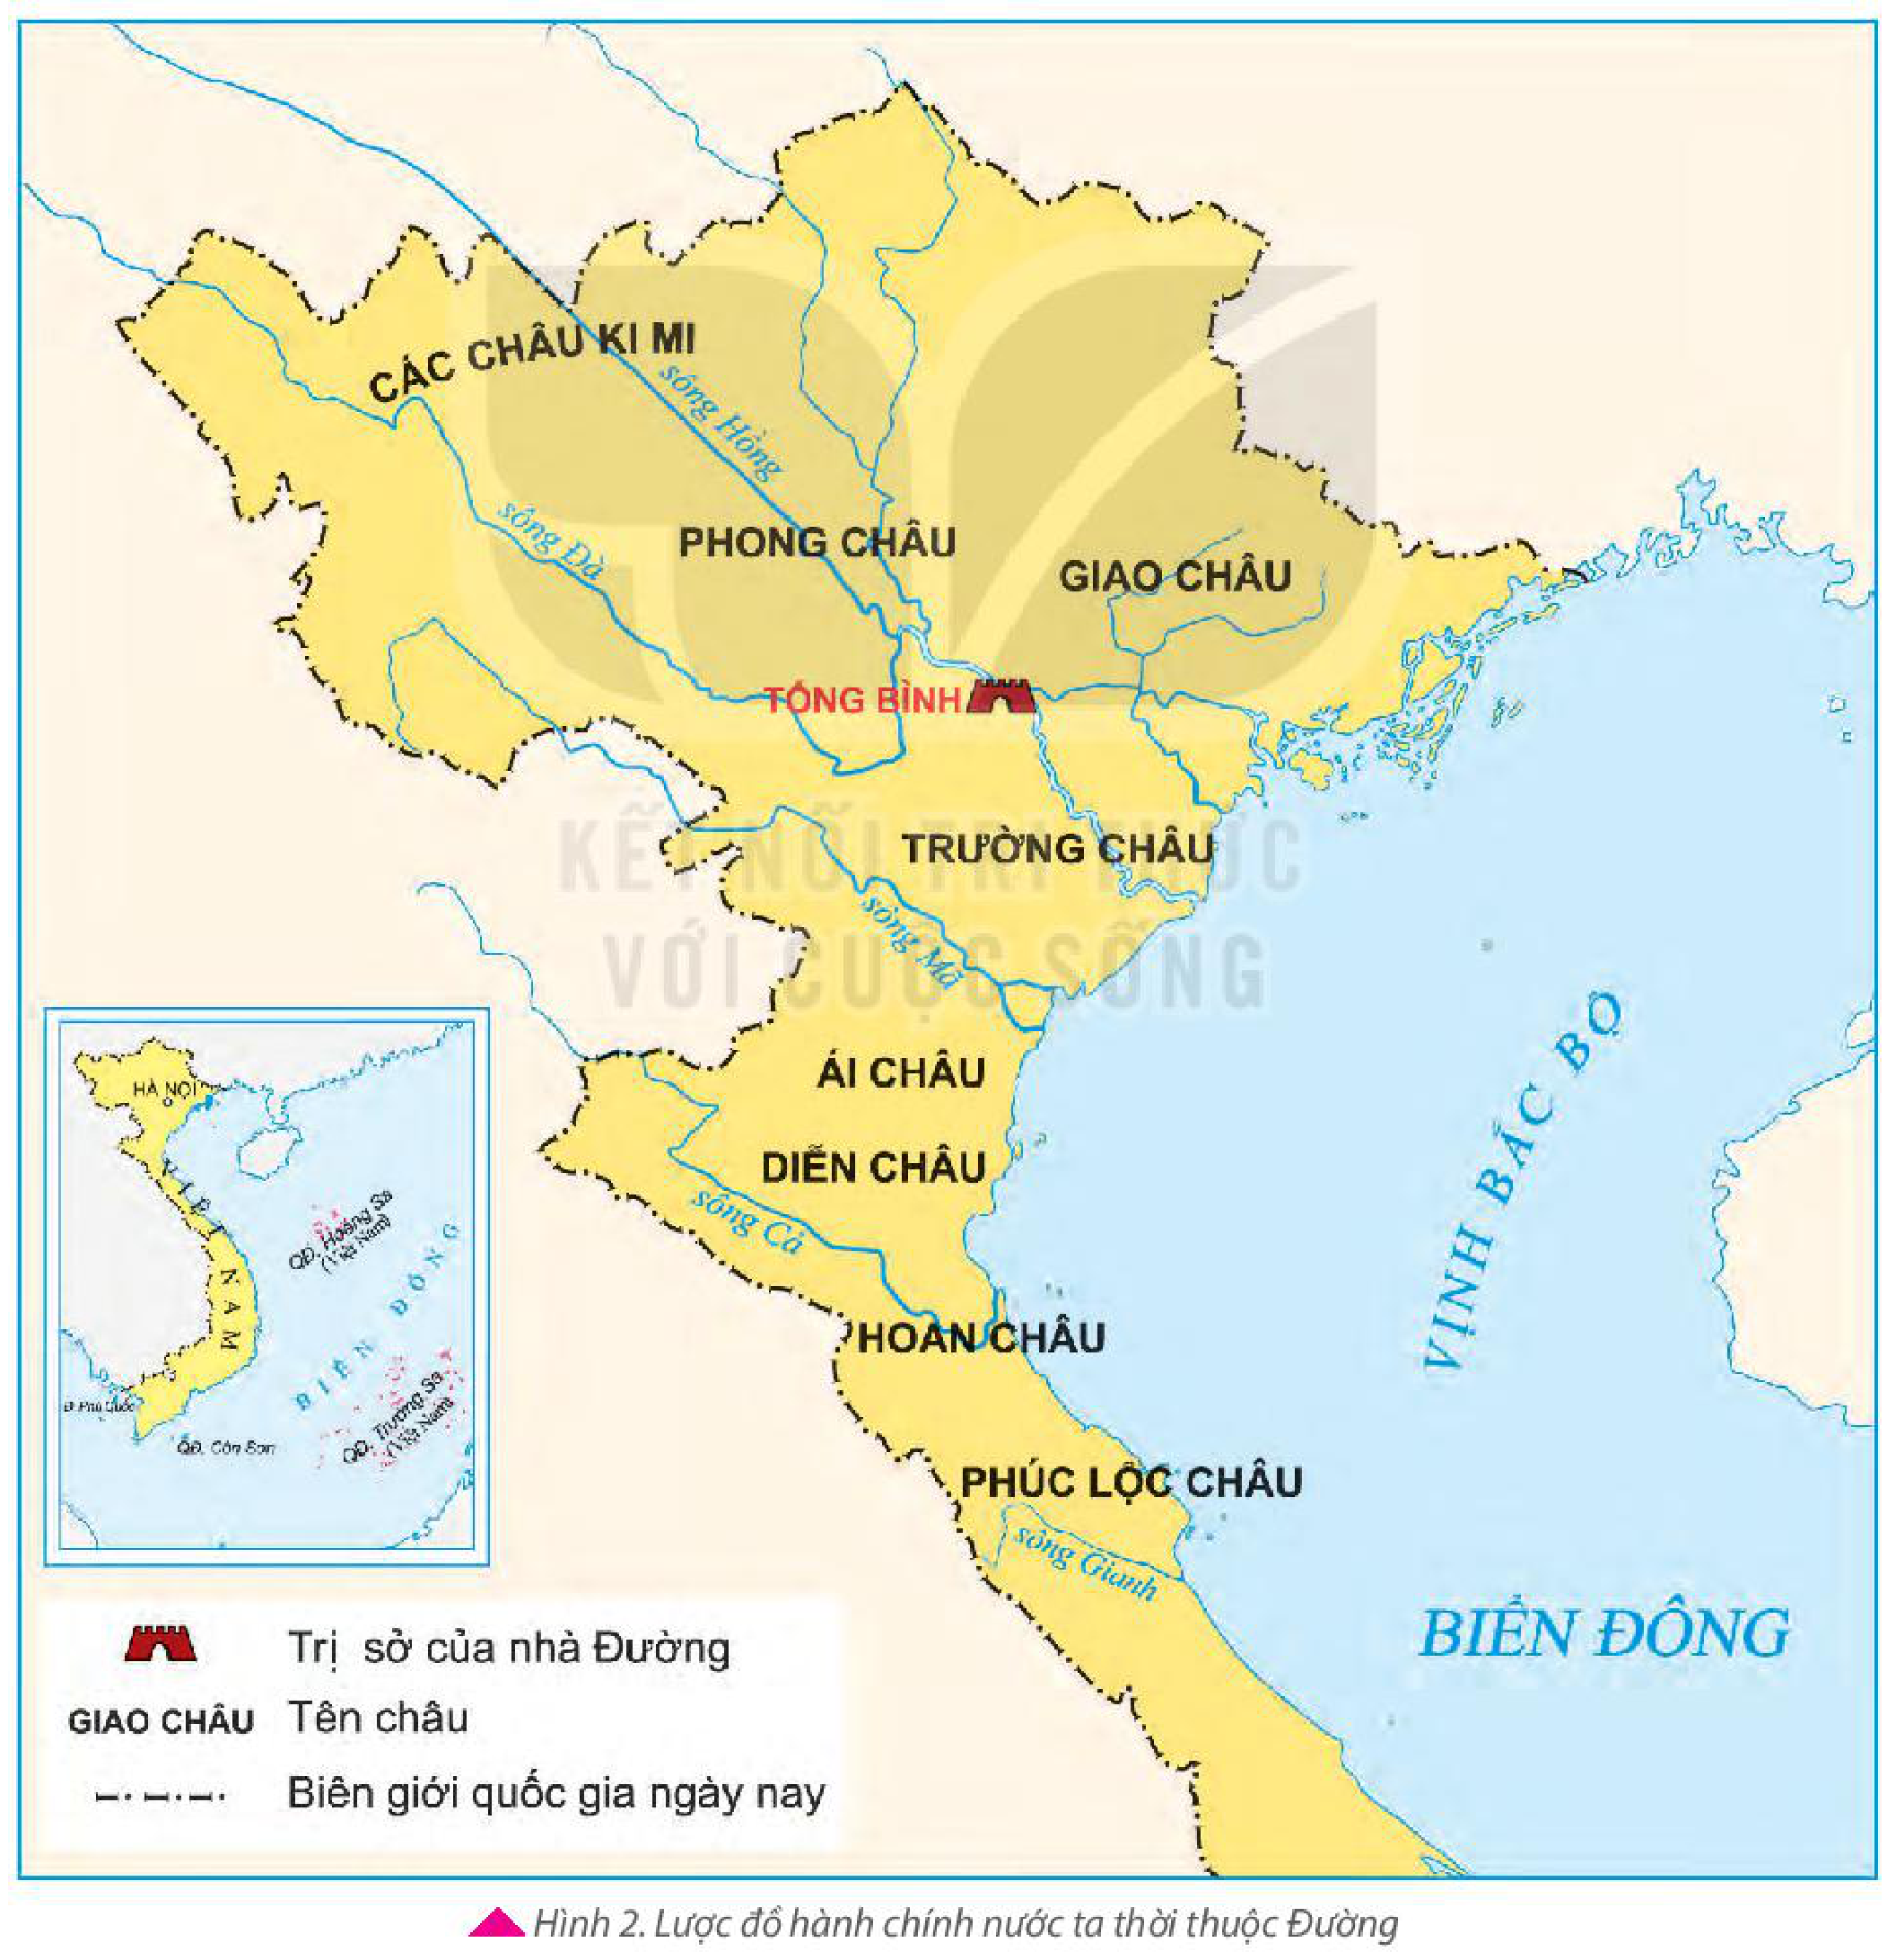 CÁC CHÂU KI MI
sông Hồng
sông Đà
PHONG CHÂU
GIAO CHÂU
TỐNG BÌNH
KẾT NỐI TRI THỨC
VỚI CUỘC SỐNG
TRƯỜNG CHÂU
sông Mã
ÁI CHÂU
DIỄN CHÂU
sông Cả
HOAN CHÂU
PHÚC LỘC CHÂU
sông Gianh
VỊNH BẮC BỘ
BIỂN ĐÔNG
HÀ NỘI
VIỆT NAM
QĐ. Hoàng Sa
(Việt Nam)
BIỂN ĐÔNG
QĐ. Trường Sa
(Việt Nam)
Đ Phú Quốc
QĐ. Côn Sơn
Trị sở của nhà Đường
GIAO CHÂU Tên châu
Biên giới quốc gia ngày nay
Hình 2. Lược đồ hành chính nước ta thời thuộc Đường